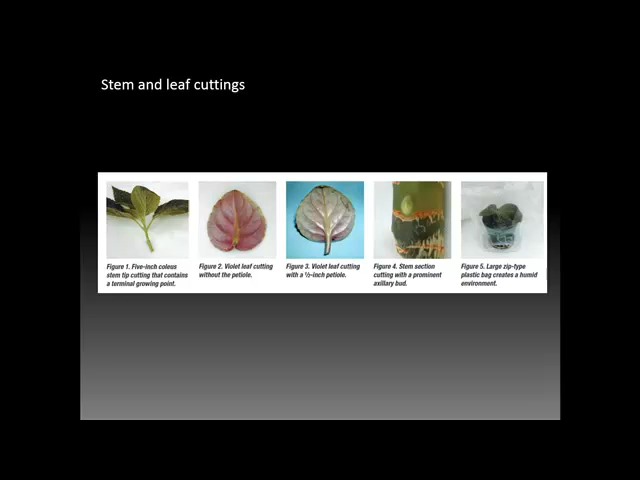 Stem and leaf cuttings
Figure 1. Five-inch coleus
stem tip cutting that contains
a terminal growing point.
Figure 2. Violet leaf cutting
without the petiole.
Figure 3. Violet leaf cutting
with a ½-inch petiole.
Figure 4. Stem section
cutting with a prominent
axillary bud.
Figure 5. Large zip-type
plastic bag creates a humid
environment.